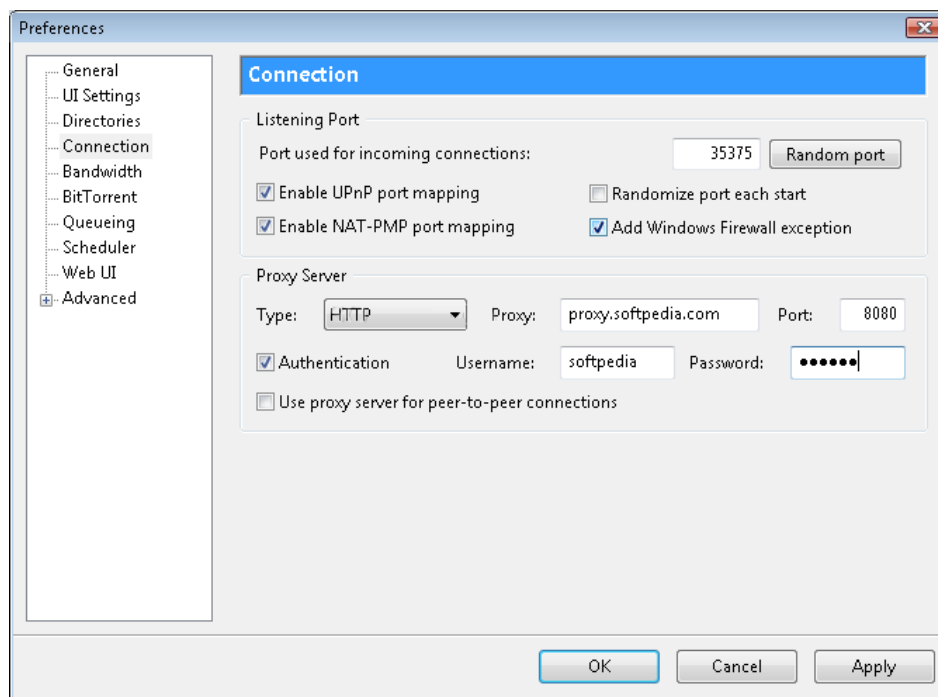 Preferences
General
UI Settings
Directories
Connection
Bandwidth
BitTorrent
Queueing
Scheduler
Web UI
Advanced
Connection
Listening Port
Port used for incoming connections: 35375 Random port
Enable UPnP port mapping Randomize port each start
Enable NAT-PMP port mapping Add Windows Firewall exception
Proxy Server
Type: HTTP Proxy: proxy.softpedia.com Port: 8080
Authentication Username: softpedia Password: ●●●●●●
Use proxy server for peer-to-peer connections
OK Cancel Apply